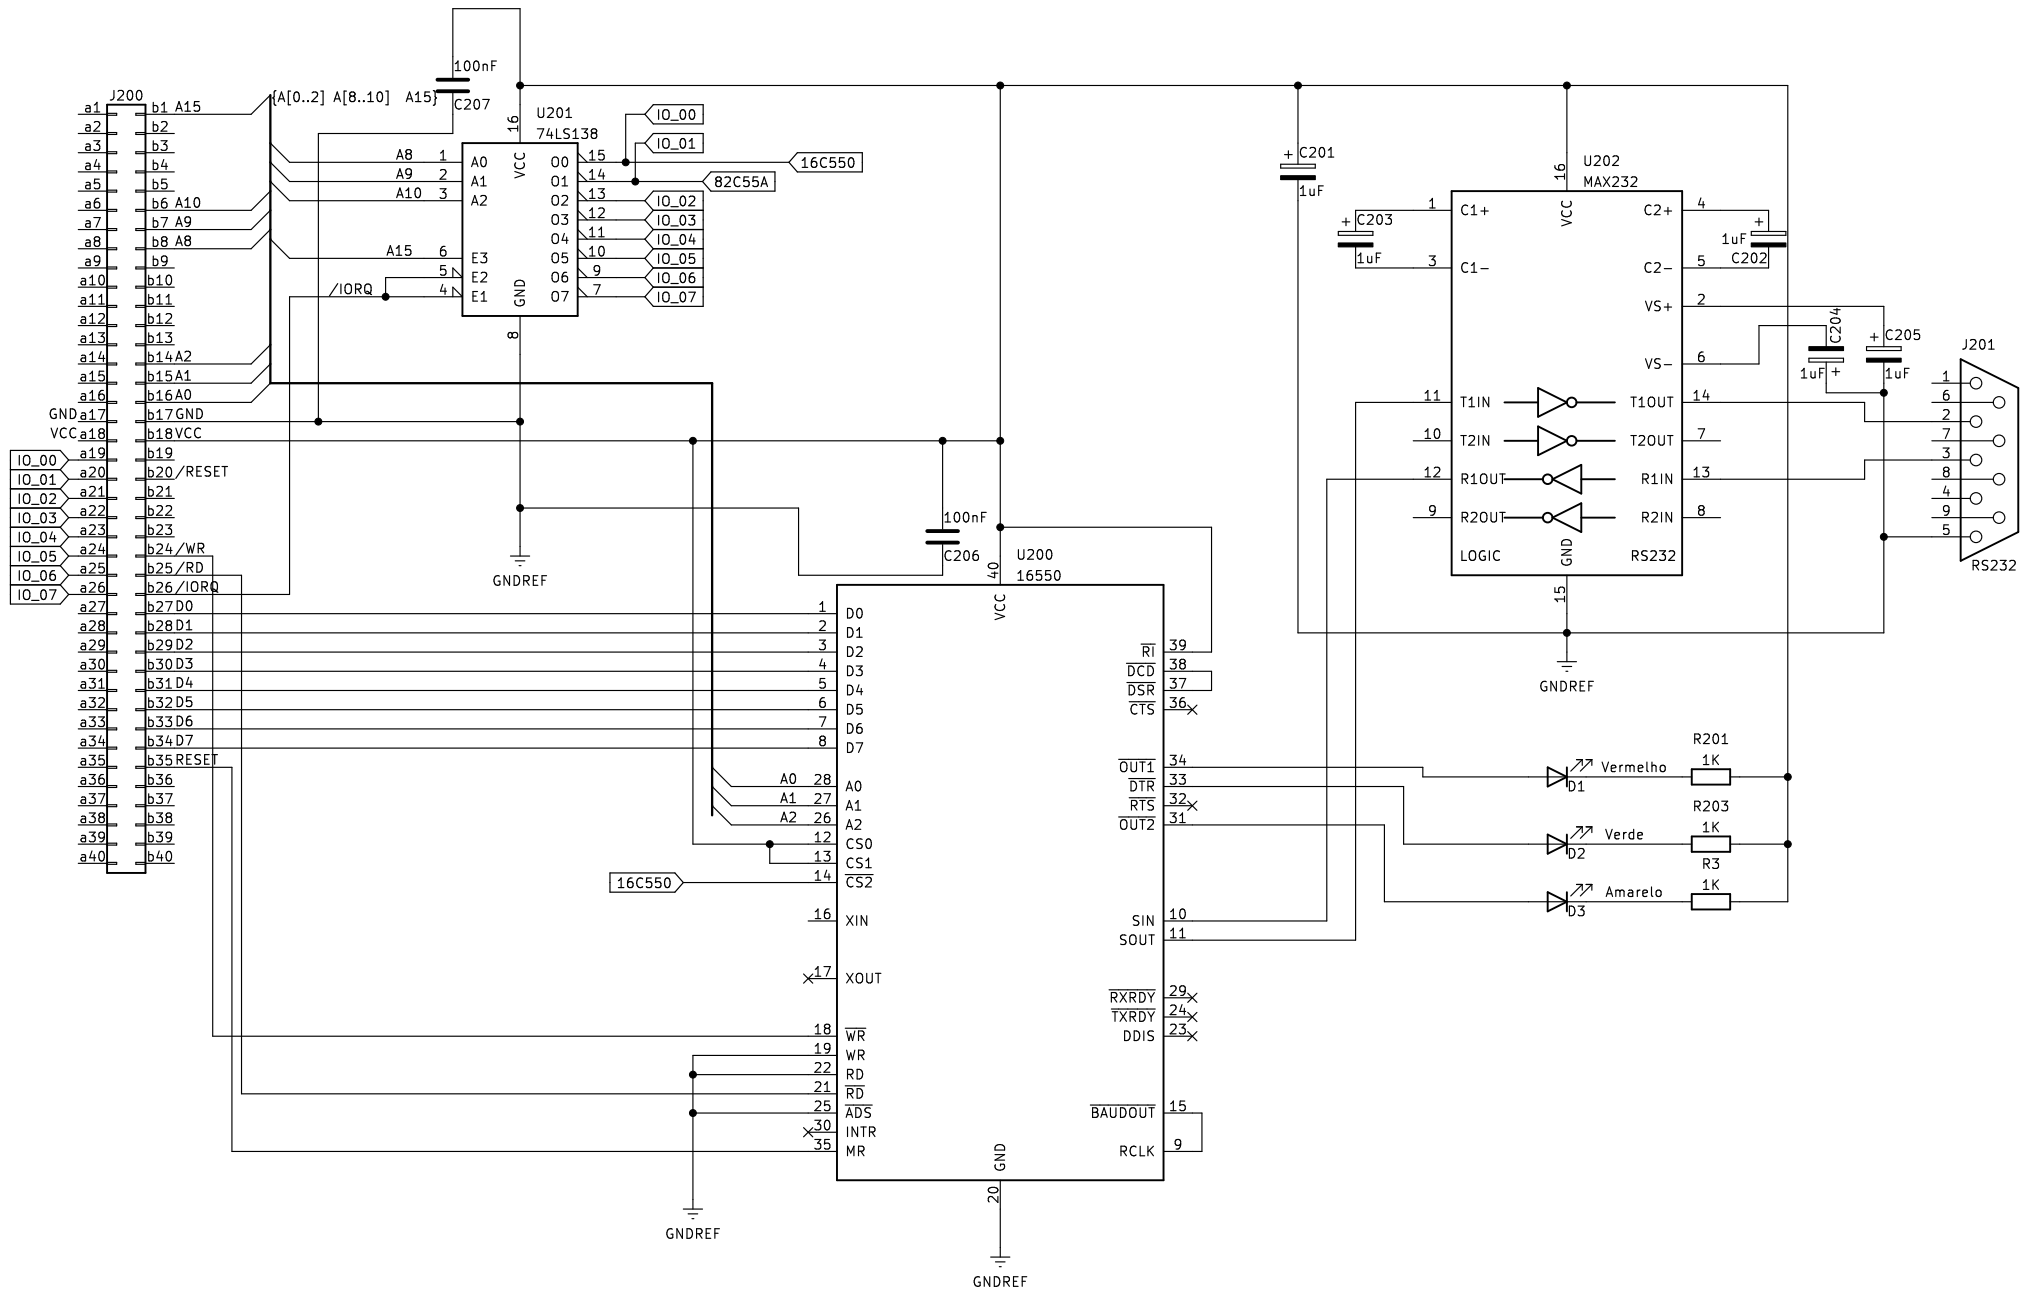 J200
a1 b1 A15
a2 b2
a3 b3
a4 b4
a5 b5
a6 b6 A10
a7 b7 A9
a8 b8 A8
a9 b9
a10 b10
a11 b11
a12 b12
a13 b13
a14 b14 A2
a15 b15 A1
a16 b16 A0
GND a17 b17 GND
VCC a18 b18 VCC
IO_00 a19 b19
IO_01 a20 b20 /RESET
IO_02 a21 b21
IO_03 a22 b22
IO_04 a23 b23
IO_05 a24 b24 /WR
IO_06 a25 b25 /RD
IO_07 a26 b26 /IORQ
a27 b27 D0
a28 b28 D1
a29 b29 D2
a30 b30 D3
a31 b31 D4
a32 b32 D5
a33 b33 D6
a34 b34 D7
a35 b35 RESET
a36 b36
a37 b37
a38 b38
a39 b39
a40 b40
{A[0..2] A[8..10] A15}
100nF
C207
U201
74LS138
16
VCC
A8 1 A0
A9 2 A1
A10 3 A2
A15 6 E3
5 E2
/IORQ 4 E1
GND
8
O0 15
O1 14
O2 13
O3 12
O4 11
O5 10
O6 9
O7 7
IO_00
IO_01
16C550
82C55A
IO_02
IO_03
IO_04
IO_05
IO_06
IO_07
GNDREF
100nF
C206
U200
16550
40
VCC
1 D0
2 D1
3 D2
4 D3
5 D4
6 D5
7 D6
8 D7
A0 28 A0
A1 27 A1
A2 26 A2
12 CS0
13 CS1
16C550 14 CS2
16 XIN
17 XOUT
18 WR
19 WR
22 RD
21 RD
25 ADS
30 INTR
35 MR
RI 39
DCD 38
DSR 37
CTS 36
OUT1 34
DTR 33
RTS 32
OUT2 31
SIN 10
SOUT 11
RXRDY 29
TXRDY 24
DDIS 23
BAUDOUT 15
RCLK 9
GND
20
GNDREF
GNDREF
+ C201
1uF
+ C203
1uF
U202
MAX232
16
VCC
1 C1+
3 C1-
11 T1IN
10 T2IN
12 R1OUT
9 R2OUT
LOGIC
C2+ 4
C2- 5
VS+ 2
VS- 6
T1OUT 14
T2OUT 7
R1IN 13
R2IN 8
RS232
GND
15
GNDREF
+
1uF
C202
C204
1uF +
+ C205
1uF
J201
1
6
2
7
3
8
4
9
5
RS232
D1 Vermelho R201 1K
D2 Verde R203 1K
D3 Amarelo R3 1K